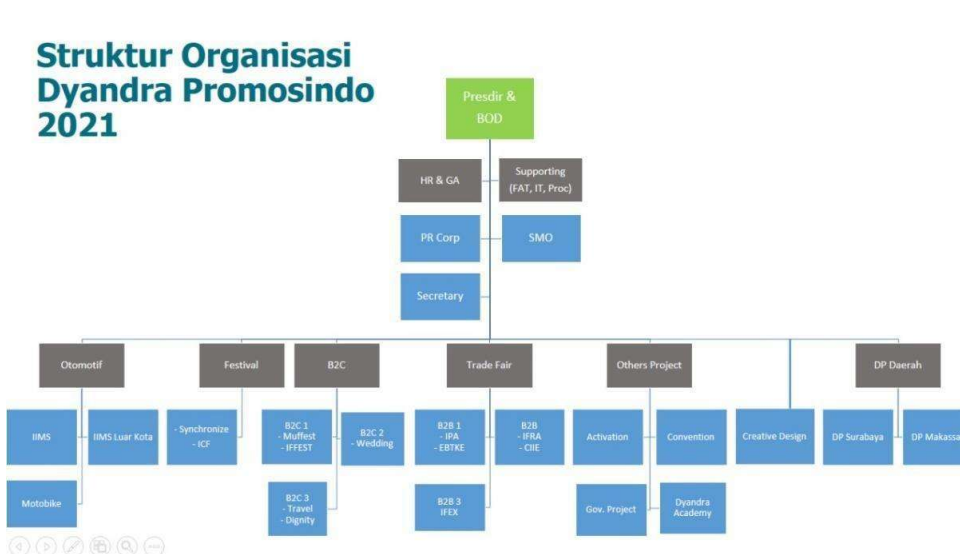 Struktur Organisasi
Dyandra Promosindo
2021
Presdir &
BOD
HR & GA
Supporting
(FAT, IT, Proc)
PR Corp
SMO
Secretary
Otomotif
Festival
B2C
Trade Fair
Others Project
DP Daerah
IIMS
IIMS Luar Kota
- Synchronize
- ICF
B2C 1
- Muffest
- IFFEST
B2C 2
- Wedding
B2B 1
- IPA
- EBTKE
B2B
- IFRA
- CIIE
Activation
Convention
Creative Design
DP Surabaya
DP Makassa
Motobike
B2C 3
- Travel
- Dignity
B2B 3
IFEX
Gov. Project
Dyandra
Academy